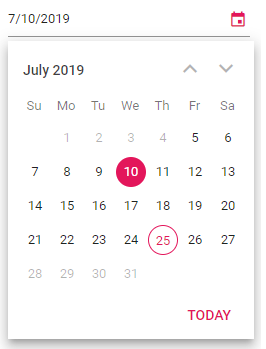 7/10/2019
July 2019
Su Mo Tu We Th Fr Sa
1 2 3 4 5 6
7 8 9 10 11 12 13
14 15 16 17 18 19 20
21 22 23 24 25 26 27
28 29 30 31
TODAY